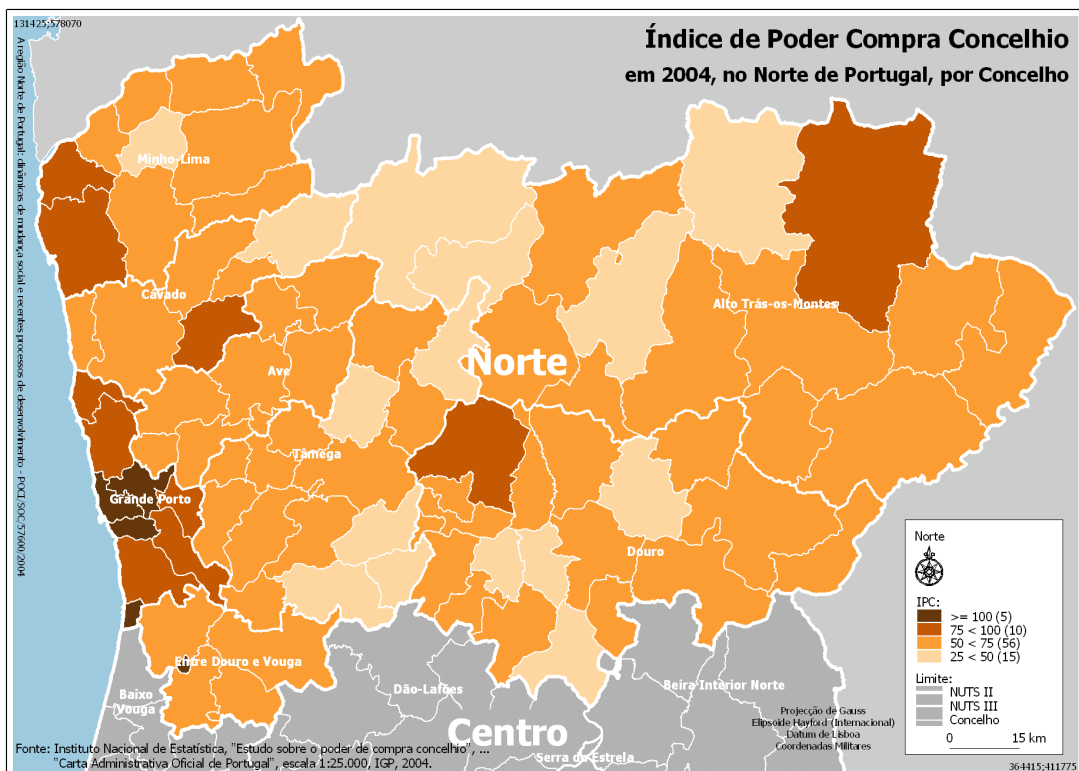 131425;578070
Índice de Poder Compra Concelhio
em 2004, no Norte de Portugal, por Concelho
A região Norte de Portugal: dinâmicas de mudança social e recentes processos de desenvolvimento - POCI/SOC/57600/2004
Minho-Lima
Cavado
Alto Trás-os-Montes
Norte
Ave
Tâmega
Grande Porto
Douro
Entre Douro e Vouga
Baixo
Vouga
Dão-Lafões
Beira Interior Norte
Centro
Serra do Estrela
Norte
IPC:
>= 100 (5)
75 < 100 (10)
50 < 75 (56)
25 < 50 (15)
Limite:
NUTS II
NUTS III
Concelho
0 15 km
Projecção de Gauss
Elipsoide Hayford (Internacional)
Datum de Lisboa
Coordenadas Militares
Fonte: Instituto Nacional de Estatística, "Estudo sobre o poder de compra concelhio", ...
"Carta Administrativa Oficial de Portugal", escala 1:25.000, IGP, 2004.
364415;411775